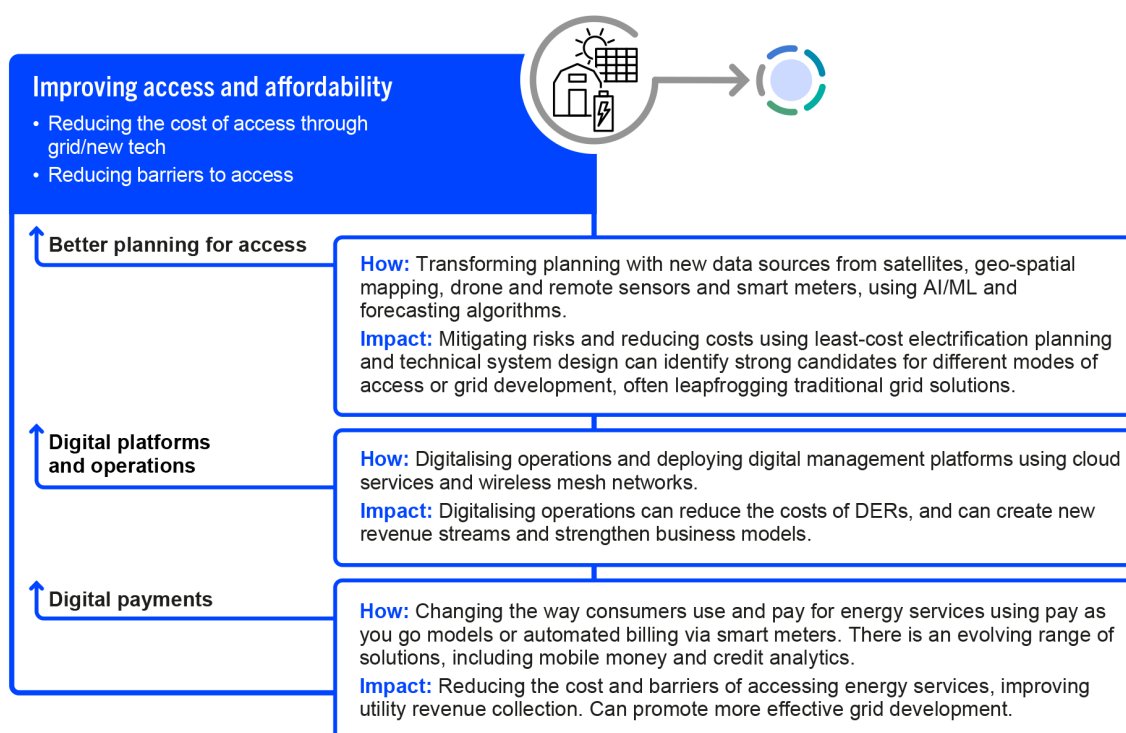 Improving access and affordability
• Reducing the cost of access through
grid/new tech
• Reducing barriers to access
Better planning for access
How: Transforming planning with new data sources from satellites, geo-spatial
mapping, drone and remote sensors and smart meters, using AI/ML and
forecasting algorithms.
Impact: Mitigating risks and reducing costs using least-cost electrification planning
and technical system design can identify strong candidates for different modes of
access or grid development, often leapfrogging traditional grid solutions.
Digital platforms
and operations
How: Digitalising operations and deploying digital management platforms using cloud
services and wireless mesh networks.
Impact: Digitalising operations can reduce the costs of DERs, and can create new
revenue streams and strengthen business models.
Digital payments
How: Changing the way consumers use and pay for energy services using pay as
you go models or automated billing via smart meters. There is an evolving range of
solutions, including mobile money and credit analytics.
Impact: Reducing the cost and barriers of accessing energy services, improving
utility revenue collection. Can promote more effective grid development.